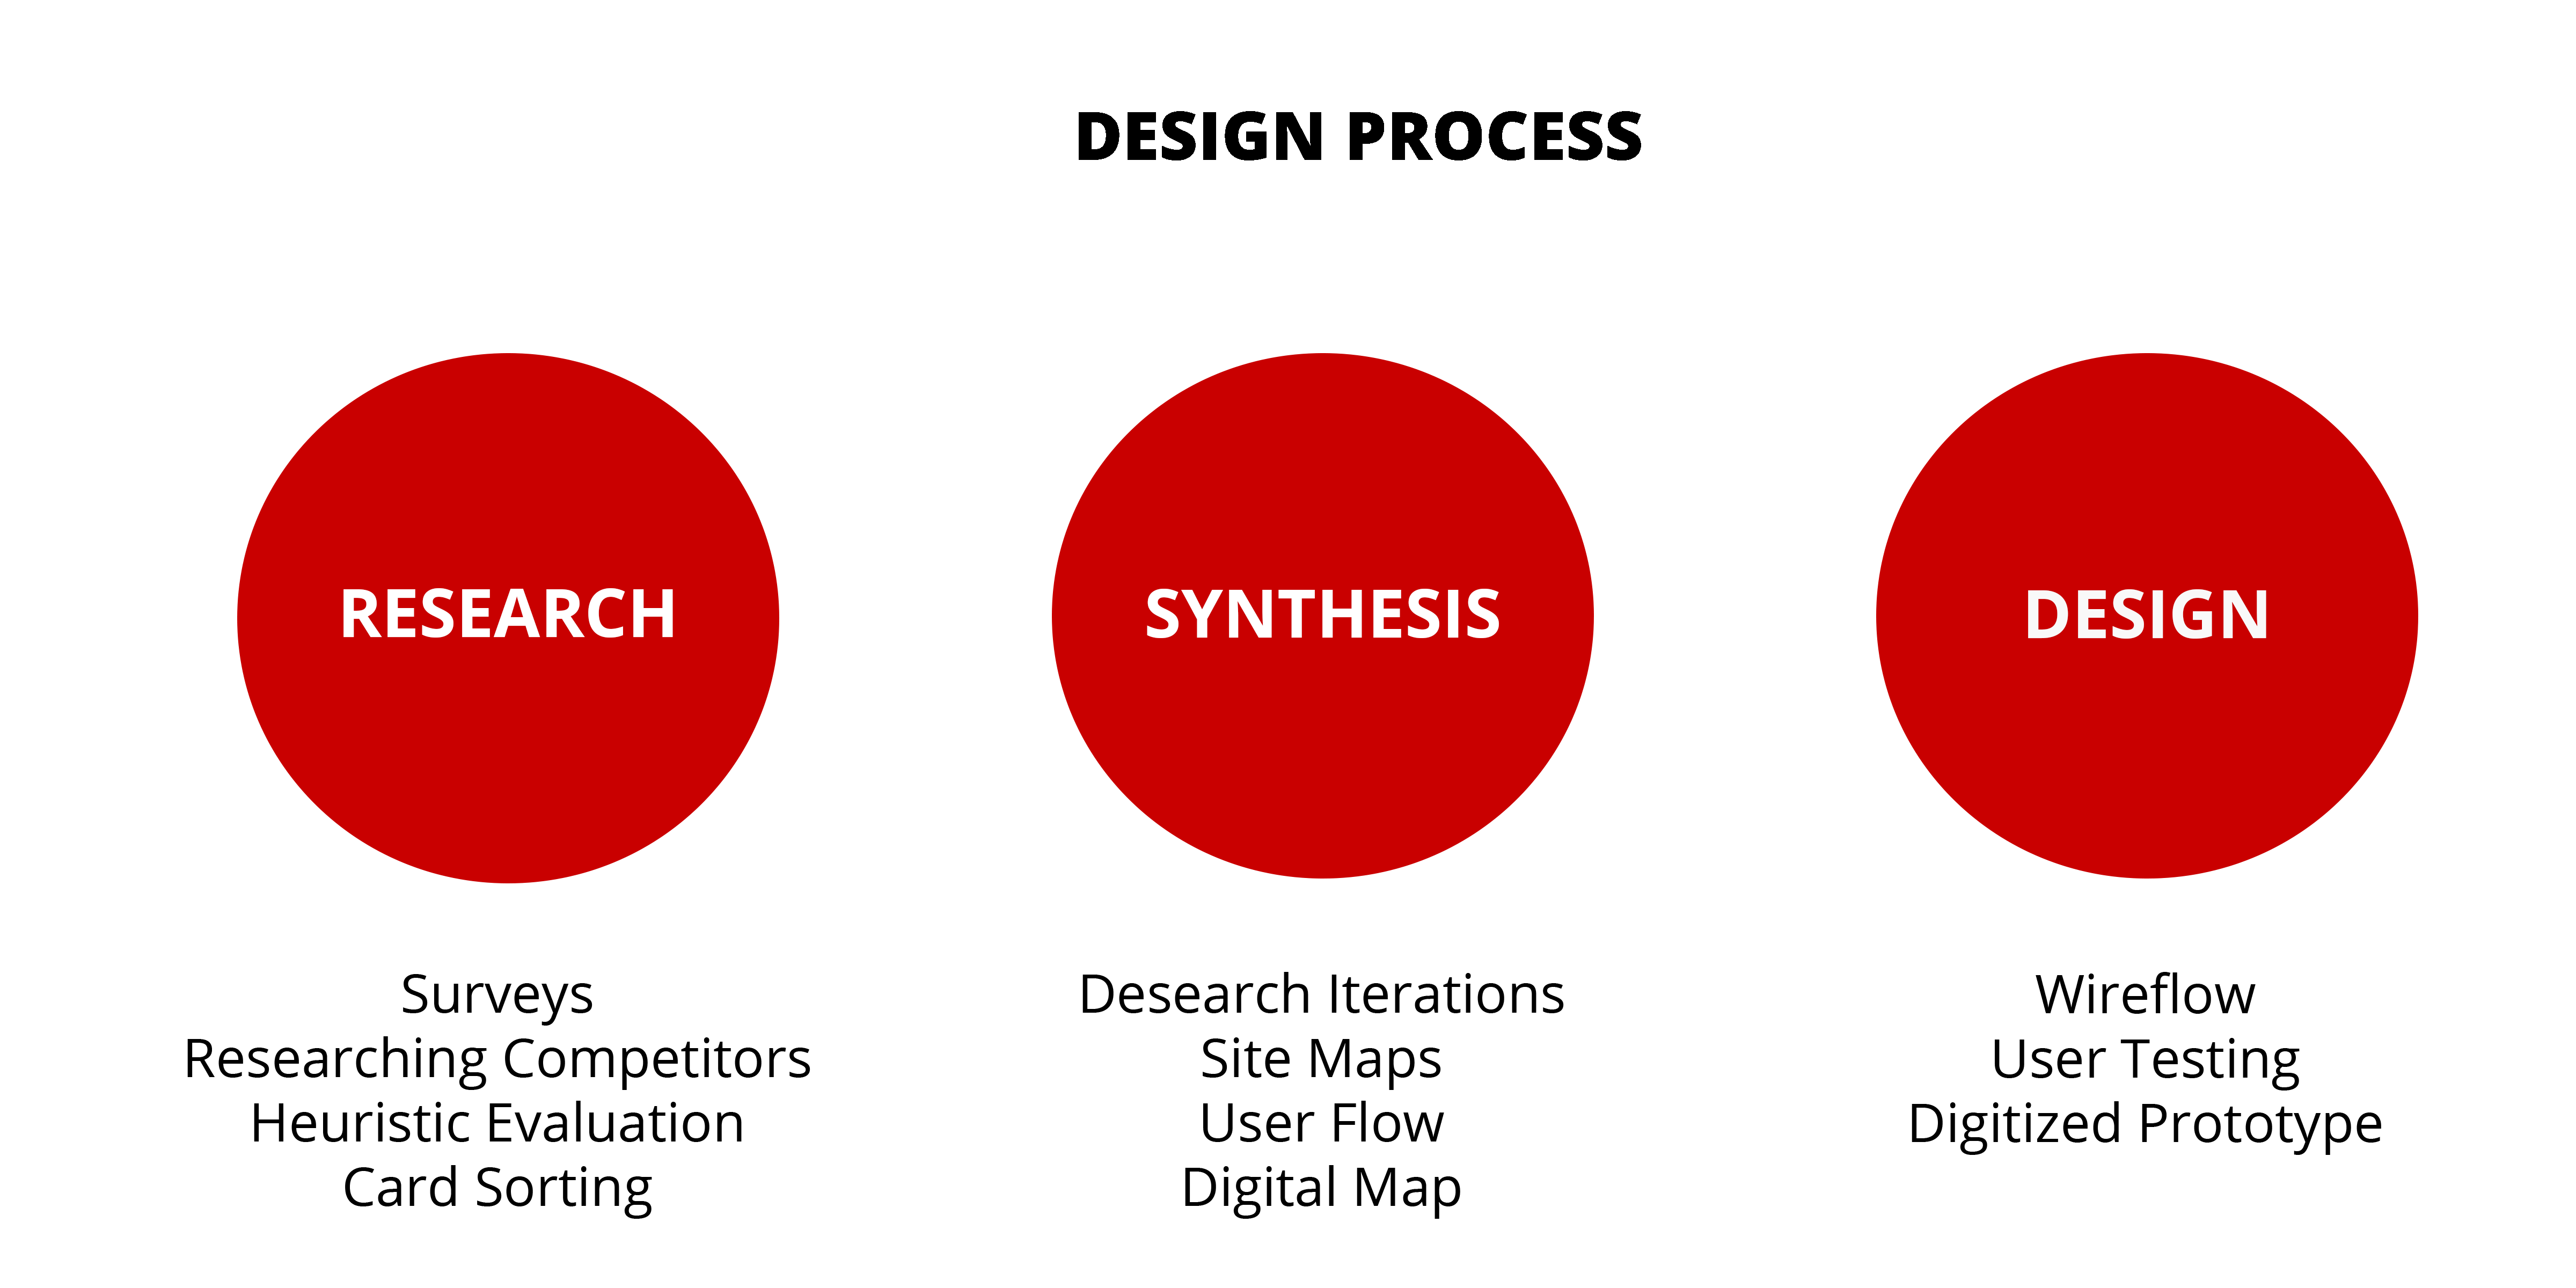 DESIGN PROCESS
RESEARCH
Surveys
Researching Competitors
Heuristic Evaluation
Card Sorting
SYNTHESIS
Desearch Iterations
Site Maps
User Flow
Digital Map
DESIGN
Wireflow
User Testing
Digitized Prototype